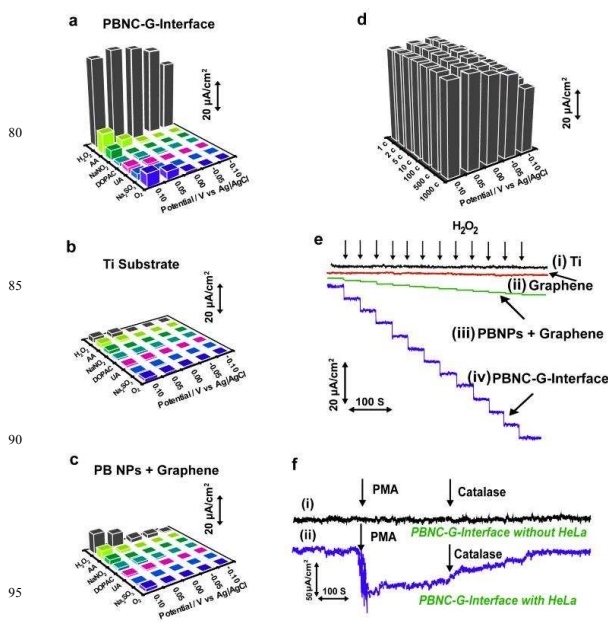 a
PBNC-G-Interface
20 µA/cm²
80
H₂O₂
AA
NaNO₂
DOPAC
UA
Na₂SO₃
O₂
0.10
0.05
0.00
-0.05
-0.10
Potential / V vs Ag|AgCl
b
Ti Substrate
85
20 µA/cm²
H₂O₂
AA
NaNO₂
DOPAC
UA
Na₂SO₃
O₂
0.10
0.05
0.00
-0.05
-0.10
Potential / V vs Ag|AgCl
90
c
PB NPs + Graphene
20 µA/cm²
H₂O₂
AA
NaNO₂
DOPAC
UA
Na₂SO₃
O₂
0.10
0.05
0.00
-0.05
-0.10
Potential / V vs Ag|AgCl
95
d
20 µA/cm²
1 c
2 c
5 c
10 c
100 c
500 c
1000 c
0.10
0.05
0.00
-0.05
-0.10
Potential / V vs Ag|AgCl
e
H₂O₂
(i) Ti
(ii) Graphene
(iii) PBNPs + Graphene
(iv) PBNC-G-Interface
20 µA/cm²
100 S
f
(i)
PMA
Catalase
PBNC-G-Interface without HeLa
(ii)
PMA
Catalase
50 µA/cm²
100 S
PBNC-G-Interface with HeLa